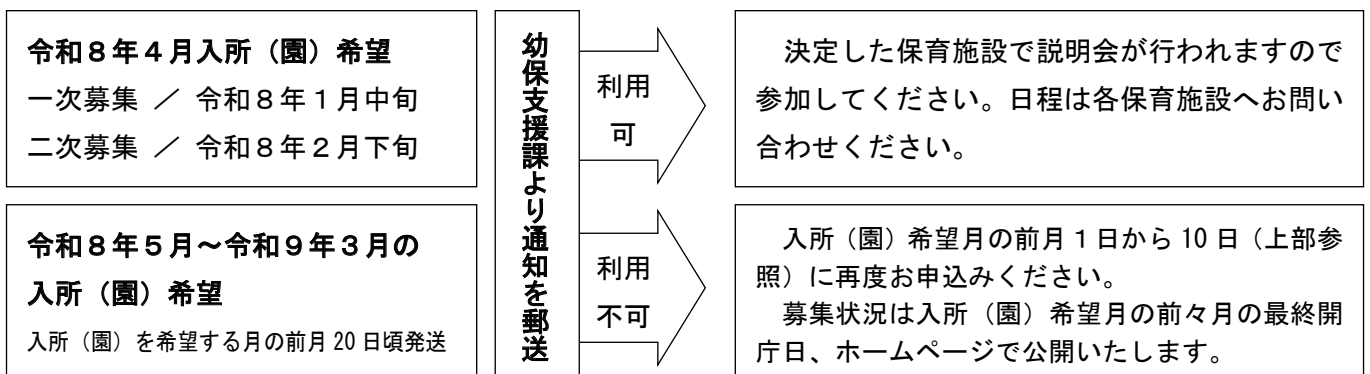 令和８年４月入所（園）希望
一次募集 ／ 令和８年１月中旬
二次募集 ／ 令和８年２月下旬
令和８年５月～令和９年３月の
入所（園）希望
入所（園）を希望する月の前月 20 日頃発送
幼保支援課より通知を郵送
利用
可
利用
不可
決定した保育施設で説明会が行われますので
参加してください。日程は各保育施設へお問い
合わせください。
入所（園）希望月の前月１日から 10 日（上部参
照）に再度お申込みください。
募集状況は入所（園）希望月の前々月の最終開
庁日、ホームページで公開いたします。